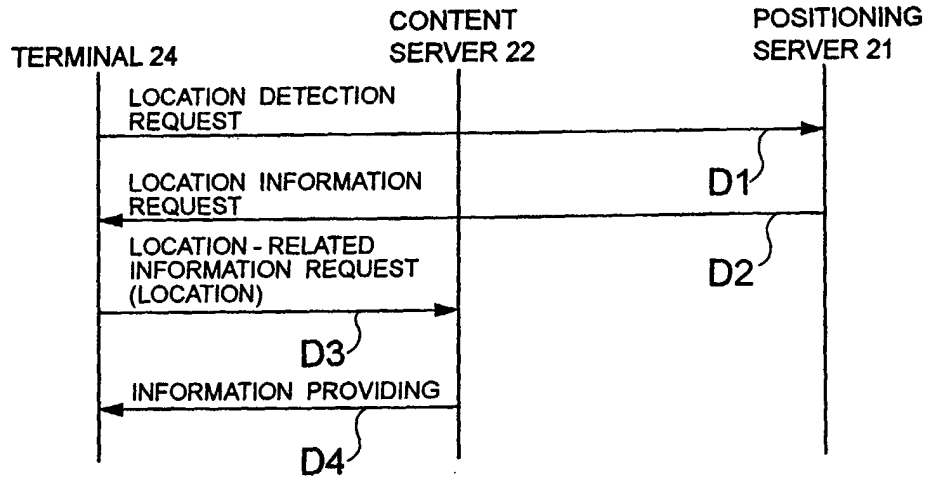 TERMINAL 24
CONTENT
SERVER 22
POSITIONING
SERVER 21
LOCATION DETECTION
REQUEST
D1
LOCATION INFORMATION
REQUEST
D2
LOCATION - RELATED
INFORMATION REQUEST
(LOCATION)
D3
INFORMATION PROVIDING
D4